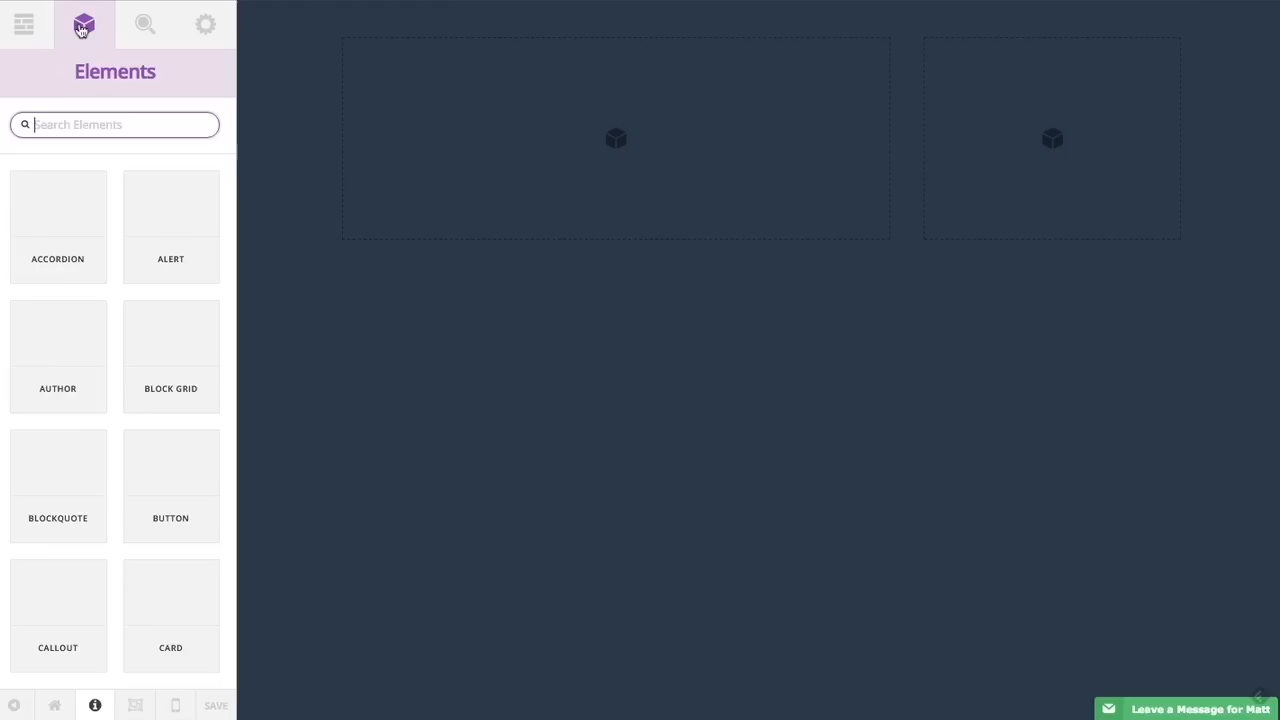 Elements
Search Elements
ACCORDION
ALERT
AUTHOR
BLOCK GRID
BLOCKQUOTE
BUTTON
CALLOUT
CARD
SAVE
Leave a Message for Matt